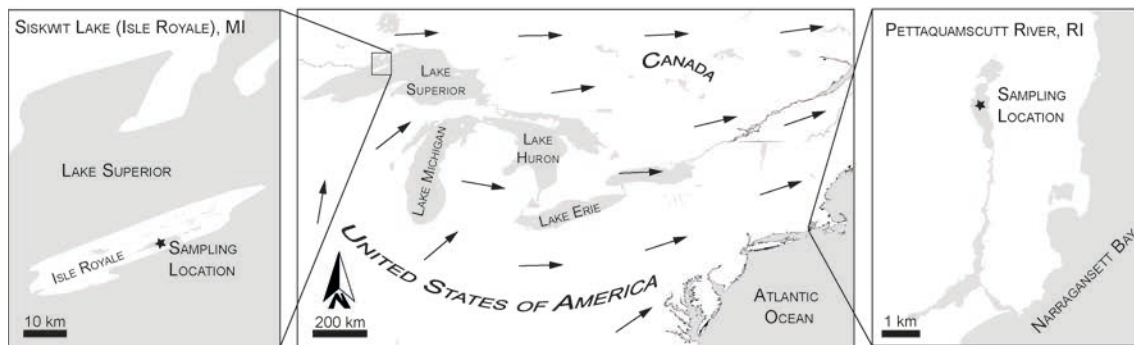 Siskwit Lake (Isle Royale), MI
Lake Superior
Isle Royale
Sampling
Location
10 km
Canada
Lake
Superior
Lake Michigan
Lake
Huron
Lake Erie
United States of America
Atlantic
Ocean
200 km
Pettaquamscutt River, RI
Sampling
Location
Narragansett Bay
1 km